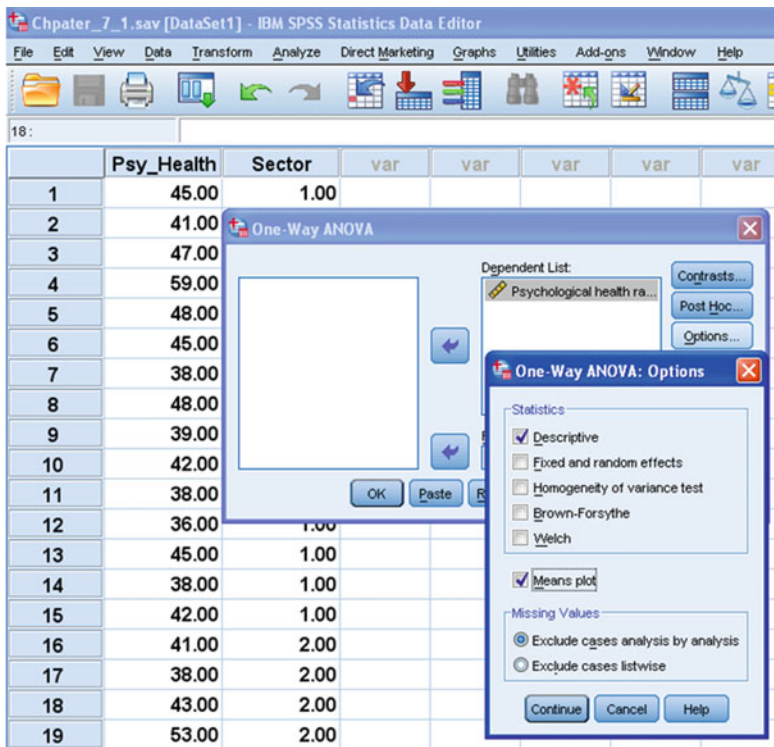 Chpater_7_1.sav [DataSet1] - IBM SPSS Statistics Data Editor
File Edit View Data Transform Analyze Direct Marketing Graphs Utilities Add-ons Window Help
18 :
Psy_Health Sector var var var var var
1 45.00 1.00
2 41.00
3 47.00
4 59.00
5 48.00
6 45.00
7 38.00
8 48.00
9 39.00
10 42.00
11 38.00
12 36.00 1.00
13 45.00 1.00
14 38.00 1.00
15 42.00 1.00
16 41.00 2.00
17 38.00 2.00
18 43.00 2.00
19 53.00 2.00
One-Way ANOVA
Dependent List:
Psychological health ra...
Contrasts...
Post Hoc...
Options...
OK Paste R
One-Way ANOVA: Options
Statistics
Descriptive
Fixed and random effects
Homogeneity of variance test
Brown-Forsythe
Welch
Means plot
Missing Values
Exclude cases analysis by analysis
Exclude cases listwise
Continue Cancel Help